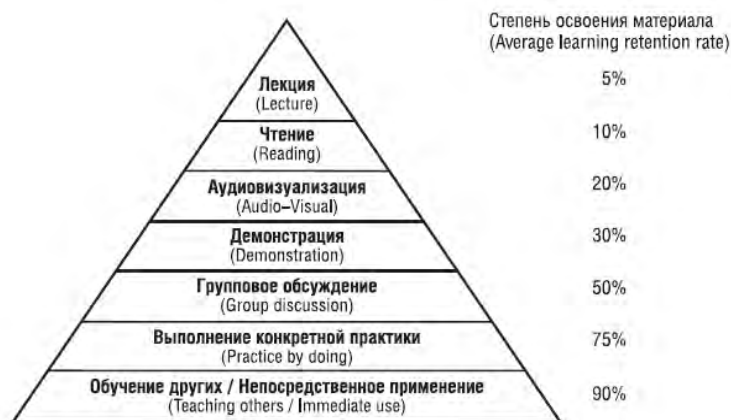 Степень освоения материала
(Average learning retention rate)
Лекция
(Lecture)
5%
Чтение
(Reading)
10%
Аудиовизуализация
(Audio–Visual)
20%
Демонстрация
(Demonstration)
30%
Групповое обсуждение
(Group discussion)
50%
Выполнение конкретной практики
(Practice by doing)
75%
Обучение других / Непосредственное применение
(Teaching others / Immediate use)
90%